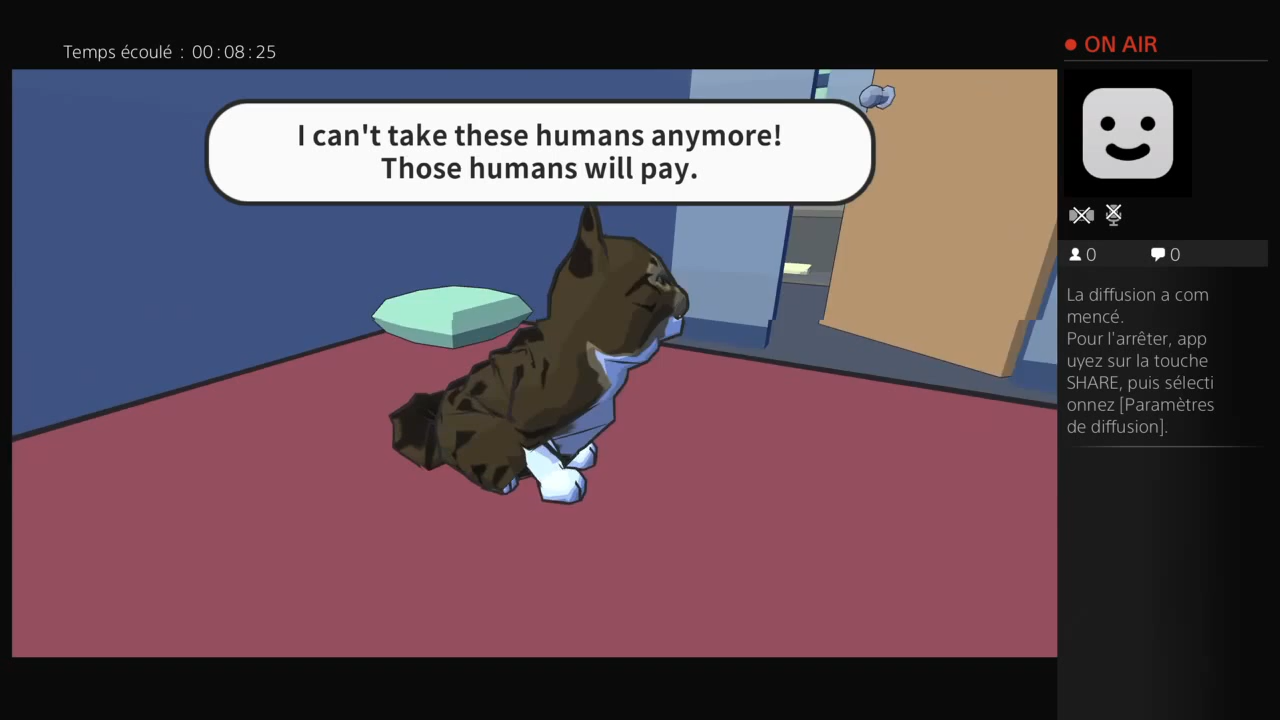 Temps écoulé : 00:08:25
ON AIR
I can't take these humans anymore!
Those humans will pay.
0
0
La diffusion a com
mencé.
Pour l'arrêter, app
uyez sur la touche
SHARE, puis sélecti
onnez [Paramètres
de diffusion].